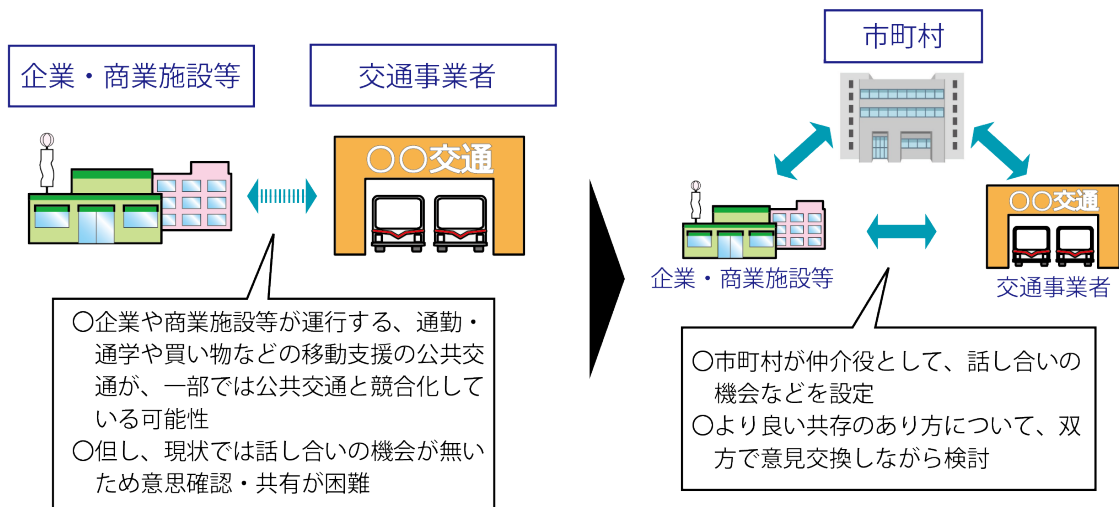 企業・商業施設等
交通事業者
〇〇交通
〇企業や商業施設等が運行する、通勤・
通学や買い物などの移動支援の公共交
通が、一部では公共交通と競合化して
いる可能性
〇但し、現状では話し合いの機会が無い
ため意思確認・共有が困難
市町村
〇〇交通
企業・商業施設等
交通事業者
〇市町村が仲介役として、話し合いの
機会などを設定
〇より良い共存のあり方について、双
方で意見交換しながら検討